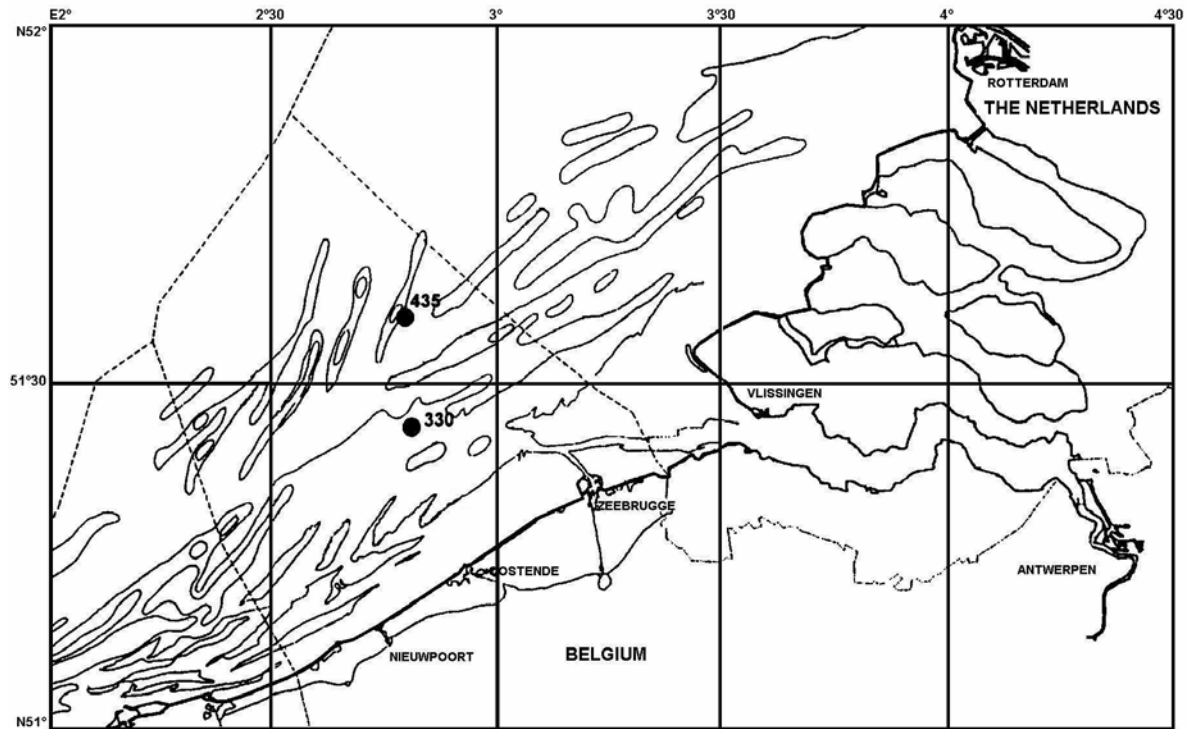 E2° 2°30 3° 3°30 4° 4°30
N52°
ROTTERDAM
THE NETHERLANDS
435
51°30
VLISSINGEN
330
ZEEBRUGGE
OOSTENDE
ANTWERPEN
NIEUWPOORT
BELGIUM
N51°